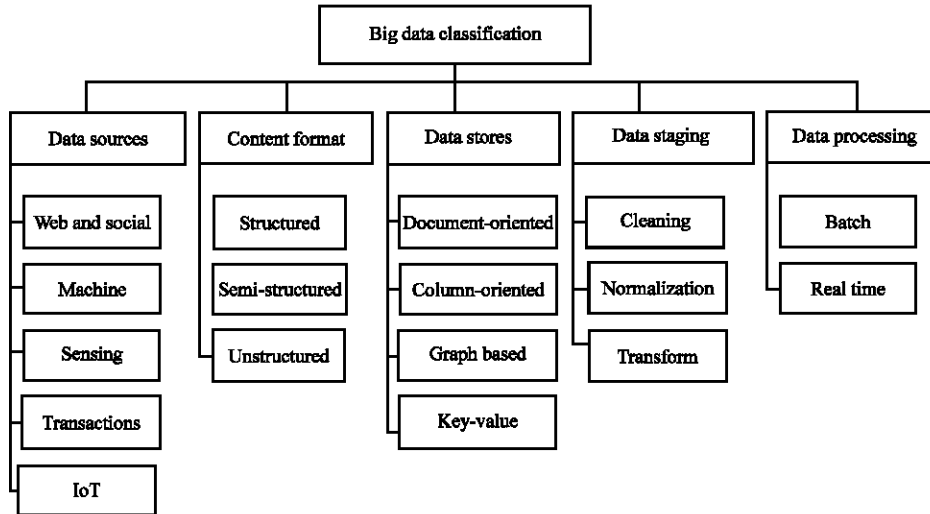 Big data classification
Data sources
Content format
Data stores
Data staging
Data processing
Web and social
Machine
Sensing
Transactions
IoT
Structured
Semi-structured
Unstructured
Document-oriented
Column-oriented
Graph based
Key-value
Cleaning
Normalization
Transform
Batch
Real time